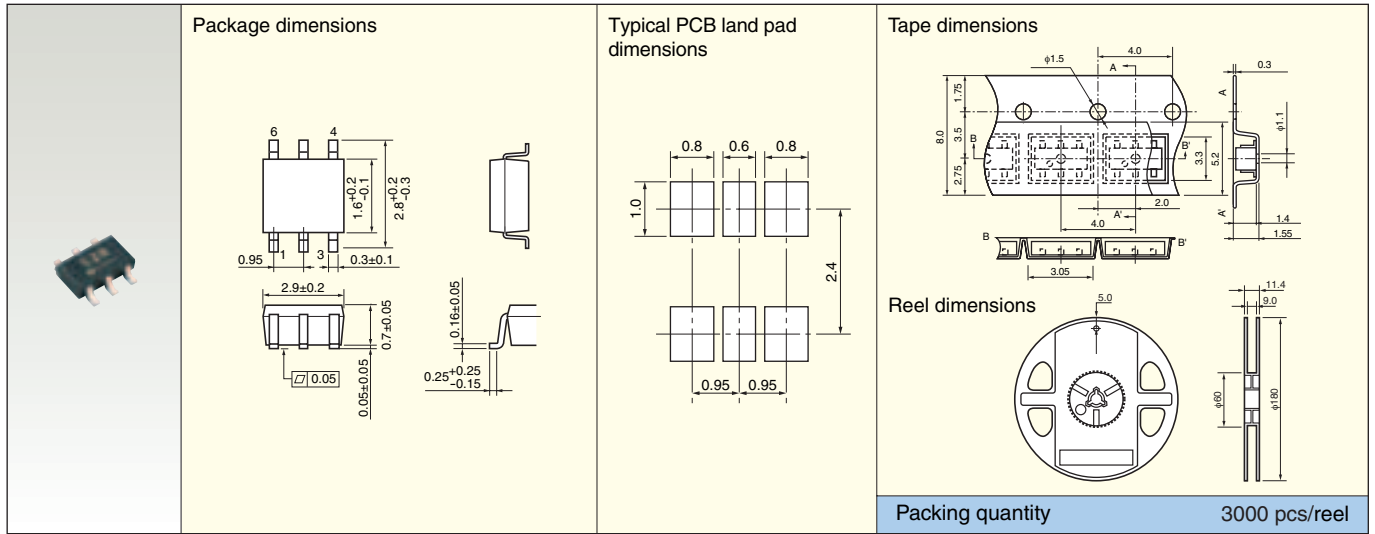 Package dimensions
6 4
1.6+0.2−0.1
2.8+0.2−0.3
1 3
0.95
0.3±0.1
2.9±0.2
0.7±0.05
0.05±0.05
0.05
0.16±0.05
0.25+0.25−0.15
Typical PCB land pad
dimensions
0.8 0.6 0.8
1.0
2.4
0.95 0.95
Tape dimensions
4.0
φ1.5
A
0.3
8.0
1.75
3.5
2.75
B
B'
3.3
5.2
A
φ1.1
A'
2.0
4.0
A'
1.4
1.55
B
B'
3.05
Reel dimensions
5.0
11.4
9.0
φ60
φ180
Packing quantity 3000 pcs/reel